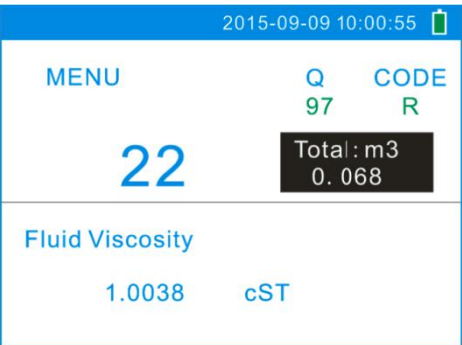 2015-09-09 10:00:55
MENU Q CODE
97 R
22 Total: m3
0. 068
Fluid Viscosity
1.0038 cST